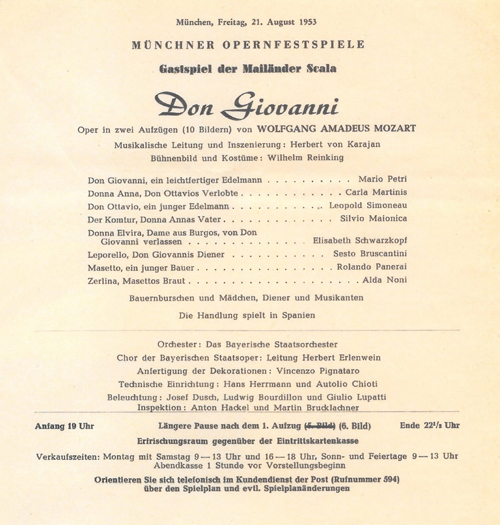 München, Freitag, 21. August 1953
MÜNCHNER OPERNFESTSPIELE
Gastspiel der Mailänder Scala
Don Giovanni
Oper in zwei Aufzügen (10 Bildern) von WOLFGANG AMADEUS MOZART
Musikalische Leitung und Inszenierung: Herbert von Karajan
Bühnenbild und Kostüme: Wilhelm Reinking
Don Giovanni, ein leichtfertiger Edelmann . . . . . . . . . . Mario Petri
Donna Anna, Don Ottavios Verlobte . . . . . . . . . . . . Carla Martinis
Don Ottavio, ein junger Edelmann . . . . . . . . . . . Leopold Simoneau
Der Komtur, Donna Annas Vater . . . . . . . . . . . . . Silvio Maionica
Donna Elvira, Dame aus Burgos, von Don
Giovanni verlassen . . . . . . . . . . . . . . Elisabeth Schwarzkopf
Leporello, Don Giovannis Diener . . . . . . . . . . . Sesto Bruscantini
Masetto, ein junger Bauer . . . . . . . . . . . . . . . Rolando Panerai
Zerlina, Masettos Braut . . . . . . . . . . . . . . . . . . . Alda Noni
Bauernburschen und Mädchen, Diener und Musikanten
Die Handlung spielt in Spanien
Orchester: Das Bayerische Staatsorchester
Chor der Bayerischen Staatsoper: Leitung Herbert Erlenwein
Anfertigung der Dekorationen: Vincenzo Pignataro
Technische Einrichtung: Hans Herrmann und Autolio Chioti
Beleuchtung: Josef Dusch, Ludwig Bourdillon und Giulio Lupatti
Inspektion: Anton Hackel und Martin Brucklachner
Anfang 19 Uhr Längere Pause nach dem 1. Aufzug (5. Bild) (6. Bild) Ende Uhr
Erfrischungsraum gegenüber der Eintrittskartenkasse
Verkaufszeiten: Montag mit Samstag 9—13 Uhr und 16—18 Uhr, Sonn- und Feiertage 9—13 Uhr
Abendkasse 1 Stunde vor Vorstellungsbeginn
Orientieren Sie sich telefonisch im Kundendienst der Post (Rufnummer 594)
über den Spielplan und evtl. Spielplanänderungen